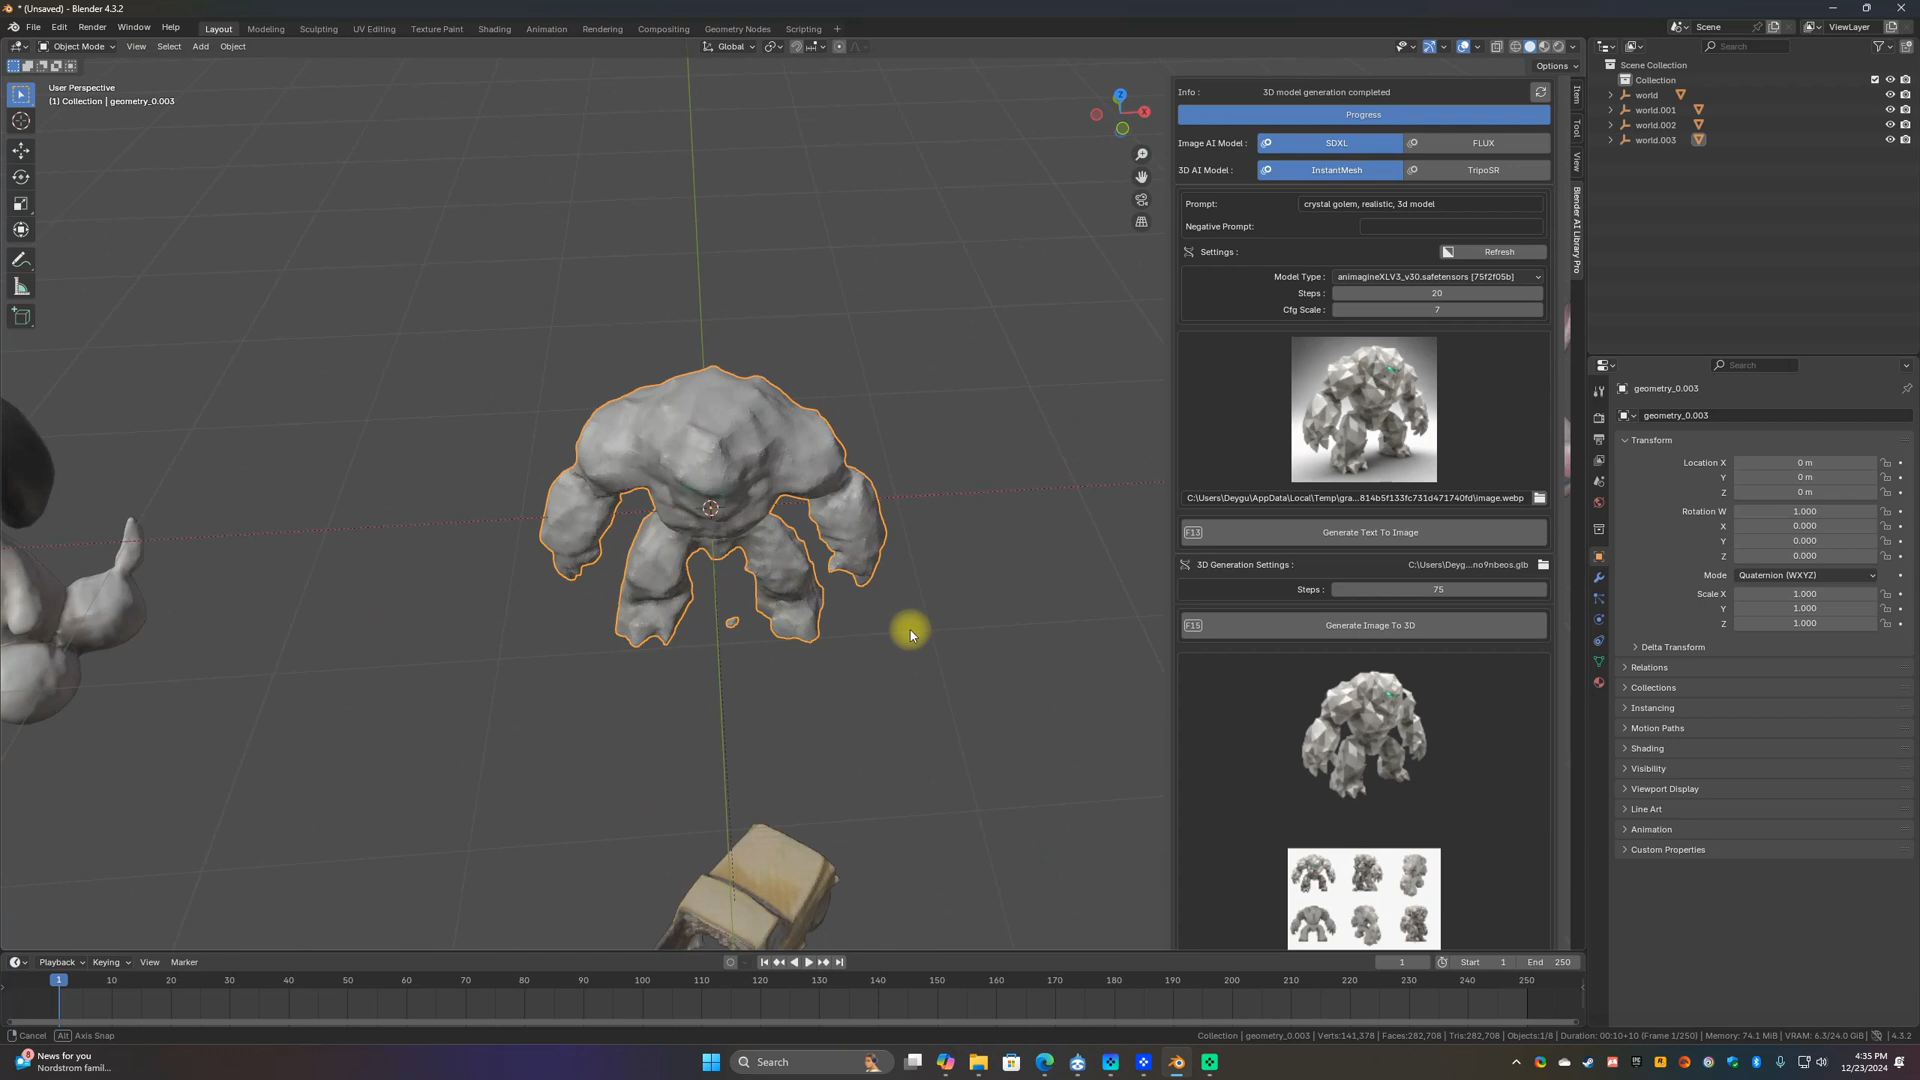 * (Unsaved) - Blender 4.3.2
File Edit Render Window Help Layout Modeling Sculpting UV Editing Texture Paint Shading Animation Rendering Compositing Geometry Nodes Scripting +
Scene
ViewLayer
Object Mode View Select Add Object
Global
Options
User Perspective
(1) Collection | geometry_0.003
Z
X
Info : 3D model generation completed
Progress
Image AI Model : SDXL FLUX
3D AI Model : InstantMesh TripoSR
Prompt: crystal golem, realistic, 3d model
Negative Prompt:
Settings : Refresh
Model Type : animagineXLV3_v30.safetensors [75f2f05b]
Steps : 20
Cfg Scale : 7
C:\Users\Deygu\AppData\Local\Temp\gra...814b5f133fc731d471740fd\image.webp
F13 Generate Text To Image
3D Generation Settings : C:\Users\Deyg...no9nbeos.glb
Steps : 75
F15 Generate Image To 3D
Item
Tool
View
Blender AI Library Pro
Search
Scene Collection
Collection
world
world.001
world.002
world.003
Search
geometry_0.003
geometry_0.003
Transform
Location X 0 m
Y 0 m
Z 0 m
Rotation W 1.000
X 0.000
Y 0.000
Z 0.000
Mode Quaternion (WXYZ)
Scale X 1.000
Y 1.000
Z 1.000
Delta Transform
Relations
Collections
Instancing
Motion Paths
Shading
Visibility
Viewport Display
Line Art
Animation
Custom Properties
Playback Keying View Marker
1 Start 1 End 250
1 10 20 30 40 50 60 70 80 90 100 110 120 130 140 150 160 170 180 190 200 210 220 230 240 250
Cancel Alt Axis Snap
Collection | geometry_0.003 | Verts:141,378 | Faces:282,708 | Tris:282,708 | Objects:1/8 | Duration: 00:10+10 (Frame 1/250) | Memory: 74.1 MiB | VRAM: 6.3/24.0 GiB | 4.3.2
8
News for you
Nordstrom famil...
Search
4:35 PM
12/23/2024